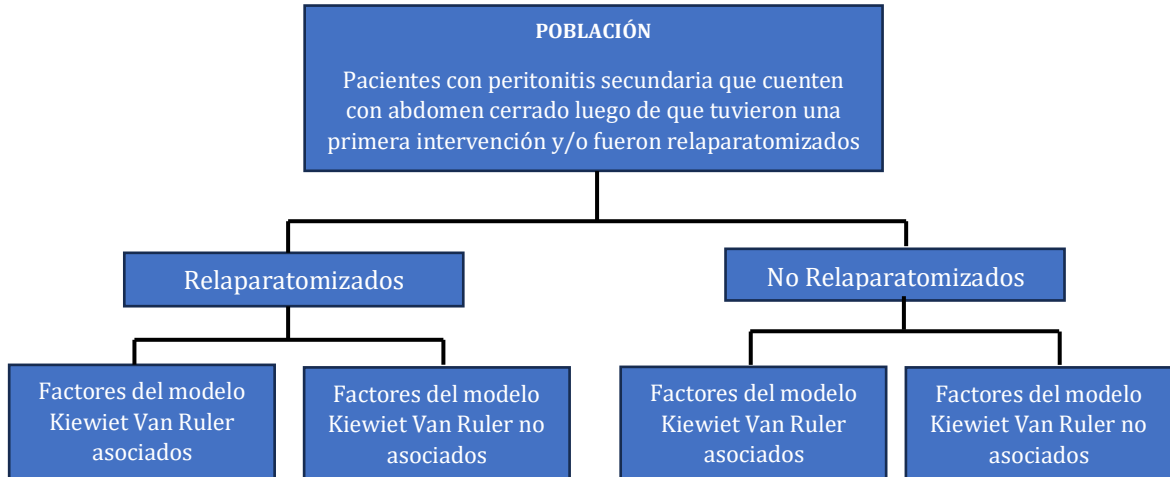 POBLACIÓN
Pacientes con peritonitis secundaria que cuenten
con abdomen cerrado luego de que tuvieron una
primera intervención y/o fueron relaparatomizados
Relaparatomizados
No Relaparatomizados
Factores del modelo
Kiewiet Van Ruler
asociados
Factores del modelo
Kiewiet Van Ruler no
asociados
Factores del modelo
Kiewiet Van Ruler
asociados
Factores del modelo
Kiewiet Van Ruler no
asociados